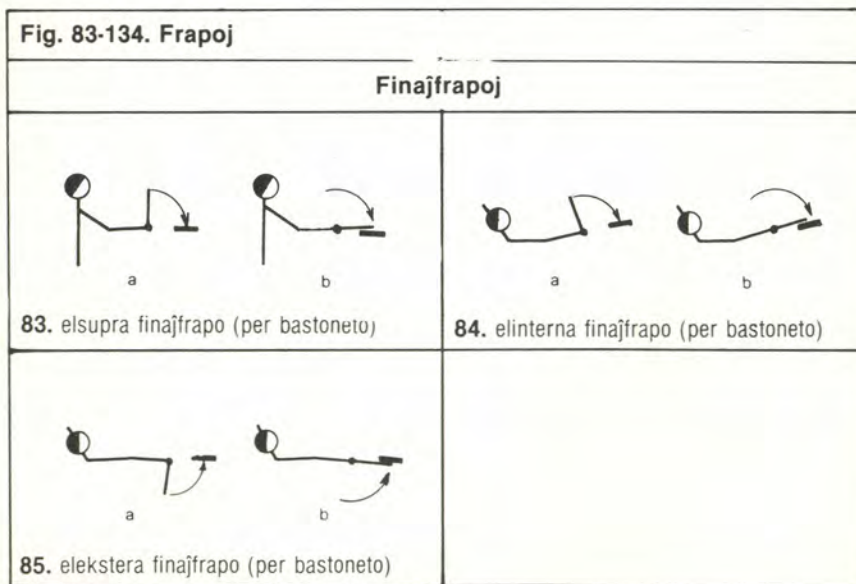 Fig. 83-134. Frapoj
Finaĵfrapoj
a b
83. elsupra finaĵfrapo (per bastoneto)
a b
84. elinterna finaĵfrapo (per bastoneto)
a b
85. elekstera finaĵfrapo (per bastoneto)